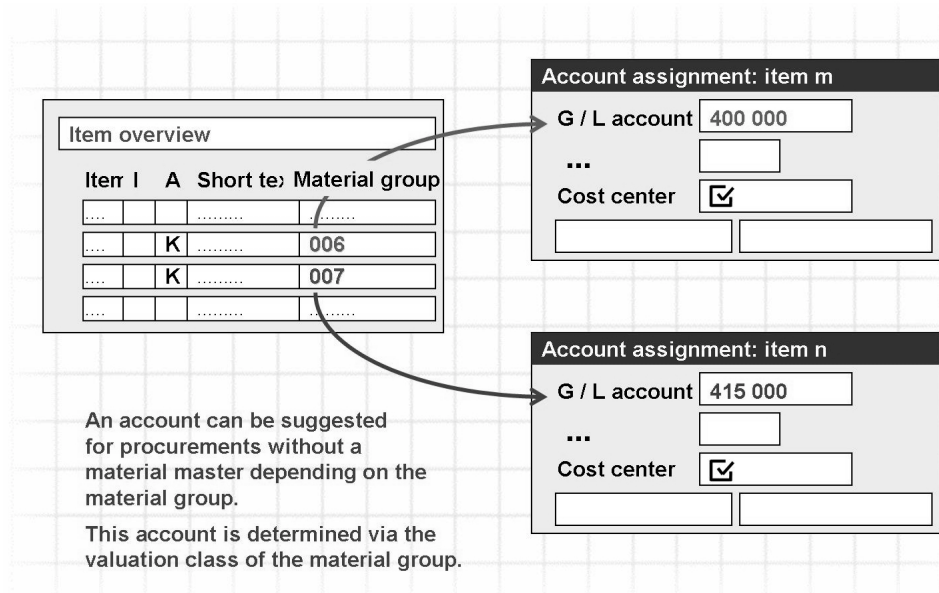 Item overview
Item I A Short tex Material group
.... ......... .........
.... K ......... 006
.... K ......... 007
.... ......... .........
An account can be suggested
for procurements without a
material master depending on the
material group.
This account is determined via the
valuation class of the material group.
Account assignment: item m
G / L account 400 000
...
Cost center
Account assignment: item n
G / L account 415 000
...
Cost center